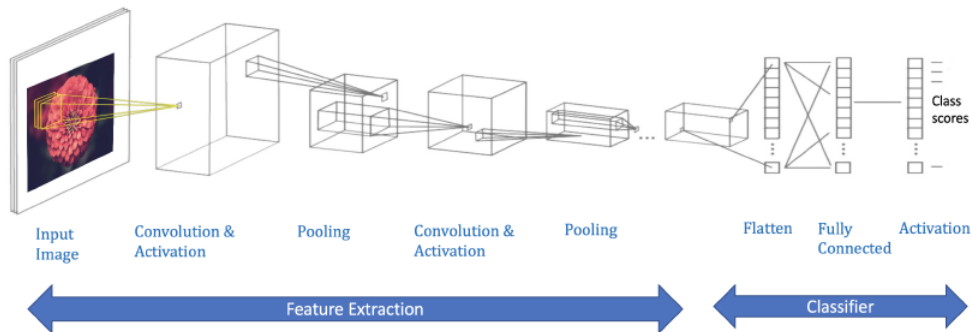 Class
scores
Input
Image
Convolution &
Activation
Pooling
Convolution &
Activation
Pooling
Flatten
Fully
Connected
Activation
Feature Extraction
Classifier